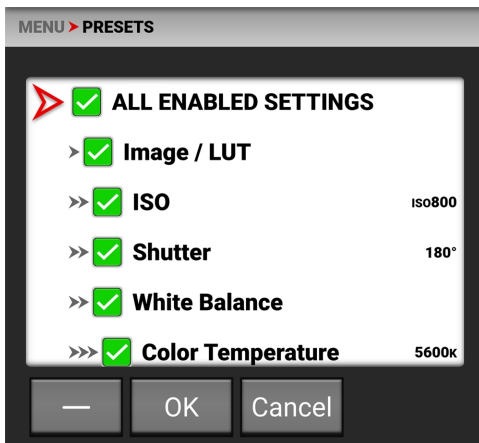 MENU > PRESETS
ALL ENABLED SETTINGS
Image / LUT
ISO ISO800
Shutter 180°
White Balance
Color Temperature 5600K
— OK Cancel